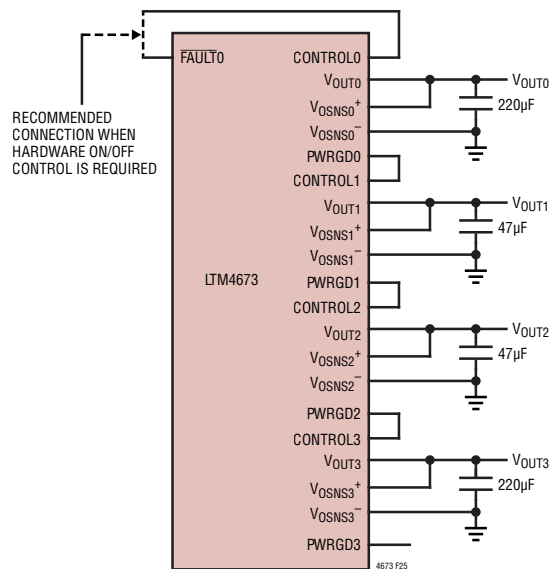 FAULT0
CONTROL0
VOUT0
VOUT0
VOSNS0+
220µF
VOSNS0–
RECOMMENDED
CONNECTION WHEN
HARDWARE ON/OFF
CONTROL IS REQUIRED
PWRGD0
CONTROL1
VOUT1
VOUT1
VOSNS1+
47µF
VOSNS1–
LTM4673
PWRGD1
CONTROL2
VOUT2
VOUT2
VOSNS2+
47µF
VOSNS2–
PWRGD2
CONTROL3
VOUT3
VOUT3
VOSNS3+
220µF
VOSNS3–
PWRGD3
4673 F25